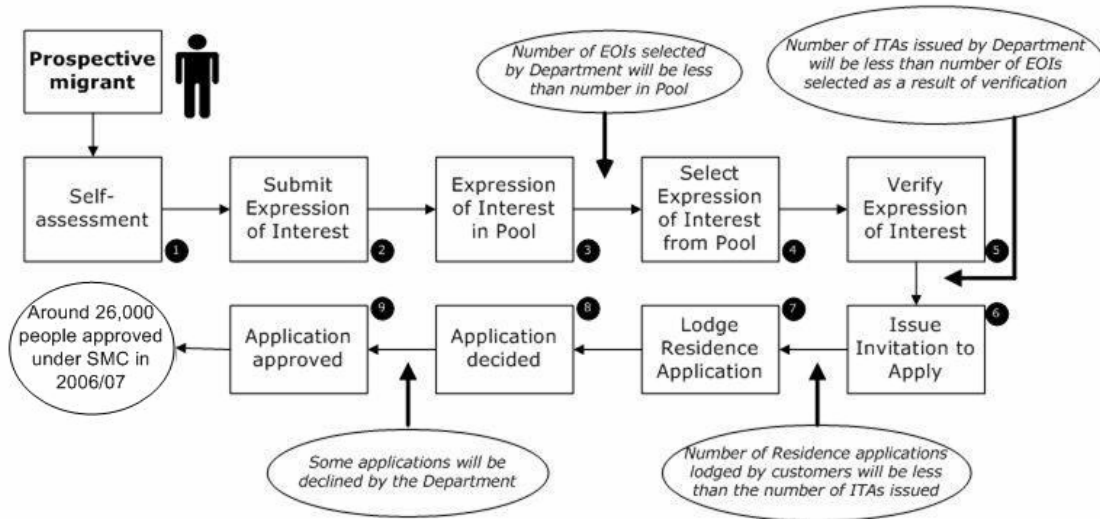 Prospective
migrant
Number of EOIs selected
by Department will be less
than number in Pool
Number of ITAs issued by Department
will be less than number of EOIs
selected as a result of verification
Self-
assessment
1
Submit
Expression
of Interest
2
Expression
of Interest
in Pool
3
Select
Expression
of Interest
from Pool
4
Verify
Expression
of Interest
5
Issue
Invitation to
Apply
6
Lodge
Residence
Application
7
Application
decided
8
Application
approved
9
Around 26,000
people approved
under SMC in
2006/07
Some applications will be
declined by the Department
Number of Residence applications
lodged by customers will be less
than the number of ITAs issued